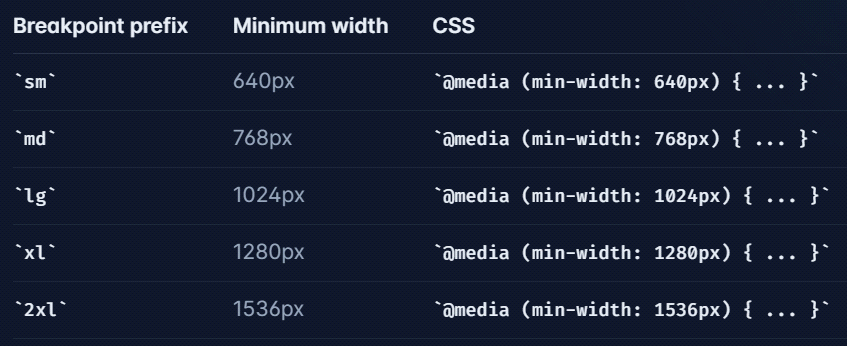 Breakpoint prefix Minimum width CSS
`sm` 640px `@media (min-width: 640px) { ... }`
`md` 768px `@media (min-width: 768px) { ... }`
`lg` 1024px `@media (min-width: 1024px) { ... }`
`xl` 1280px `@media (min-width: 1280px) { ... }`
`2xl` 1536px `@media (min-width: 1536px) { ... }`